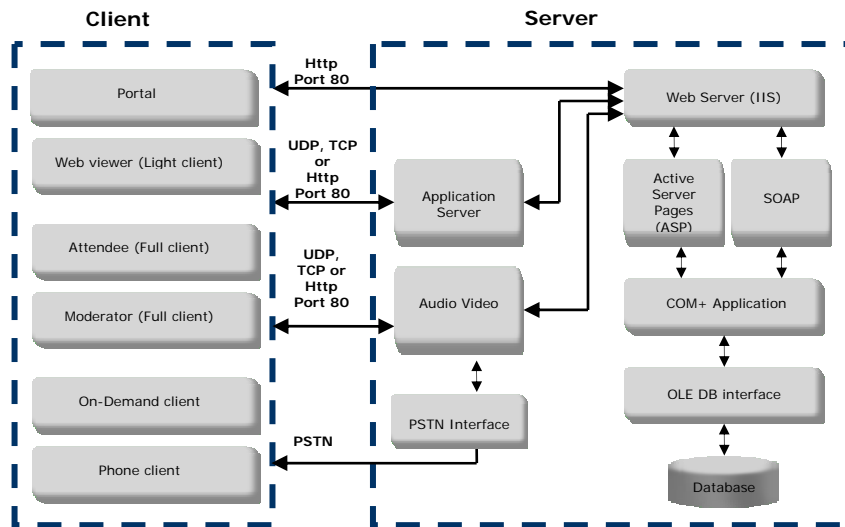 Client
Server
Portal
Web viewer (Light client)
Attendee (Full client)
Moderator (Full client)
On-Demand client
Phone client
Http
Port 80
UDP, TCP
or
Http
Port 80
UDP,
TCP or
Http
Port 80
PSTN
Application
Server
Audio Video
PSTN Interface
Web Server (IIS)
Active
Server
Pages
(ASP)
SOAP
COM+ Application
OLE DB interface
Database